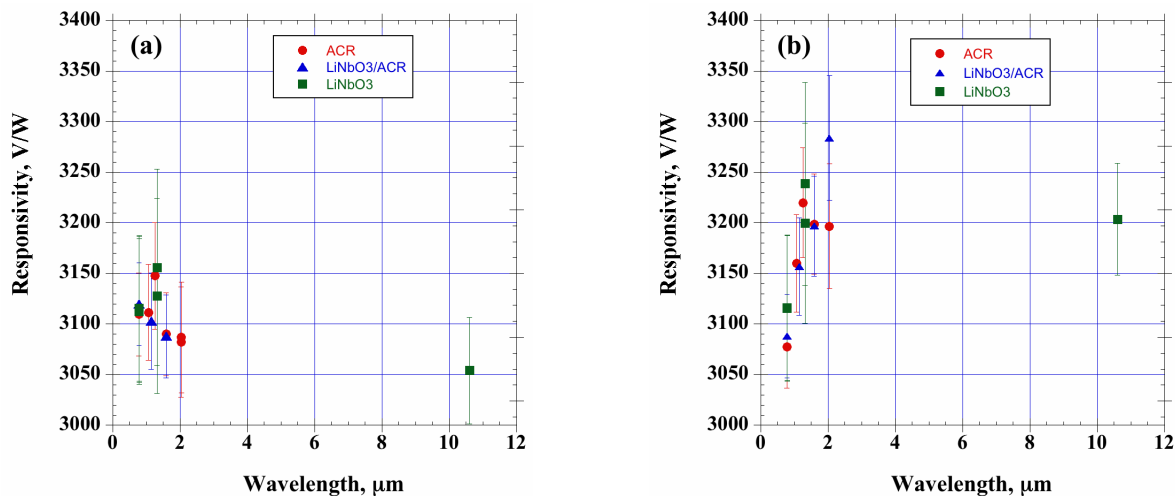 (a)
ACR
LiNbO3/ACR
LiNbO3
Responsivity, V/W
3400
3350
3300
3250
3200
3150
3100
3050
3000
0 2 4 6 8 10 12
Wavelength, μm
(b)
ACR
LiNbO3/ACR
LiNbO3
Responsivity, V/W
3400
3350
3300
3250
3200
3150
3100
3050
3000
0 2 4 6 8 10 12
Wavelength, μm